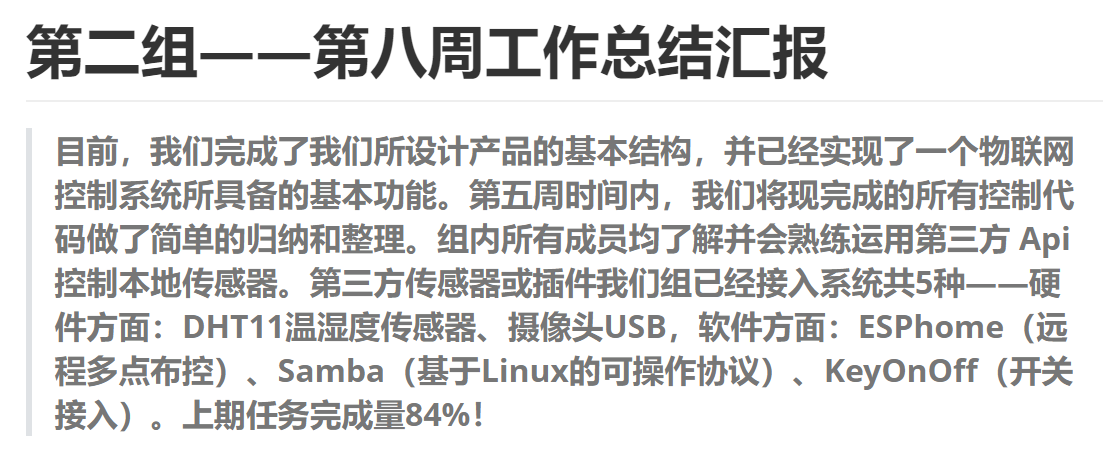 第二组——第八周工作总结汇报
目前，我们完成了我们所设计产品的基本结构，并已经实现了一个物联网
控制系统所具备的基本功能。第五周时间内，我们将现完成的所有控制代
码做了简单的归纳和整理。组内所有成员均了解并会熟练运用第三方 Api
控制本地传感器。第三方传感器或插件我们组已经接入系统共5种——硬
件方面：DHT11温湿度传感器、摄像头USB，软件方面：ESPhome（远
程多点布控）、Samba（基于Linux的可操作协议）、KeyOnOff（开关
接入）。上期任务完成量84%！